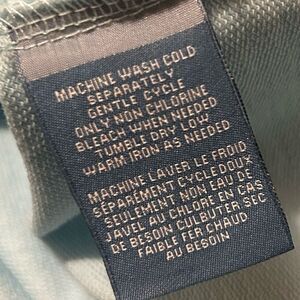 MACHINE WASH COLD
SEPARATELY
GENTLE CYCLE
ONLY NON CHLORINE
BLEACH WHEN NEEDED
TUMBLE DRY LOW
WARM IRON AS NEEDED
MACHINE LAVER LE FROID
SÉPARÉMENT CYCLE DOUX
SEULEMENT NON EAU DE
JAVEL AU CHLORE EN CAS
DE BESOIN CULBUTER SEC
FAIBLE FER CHAUD
AU BESOIN